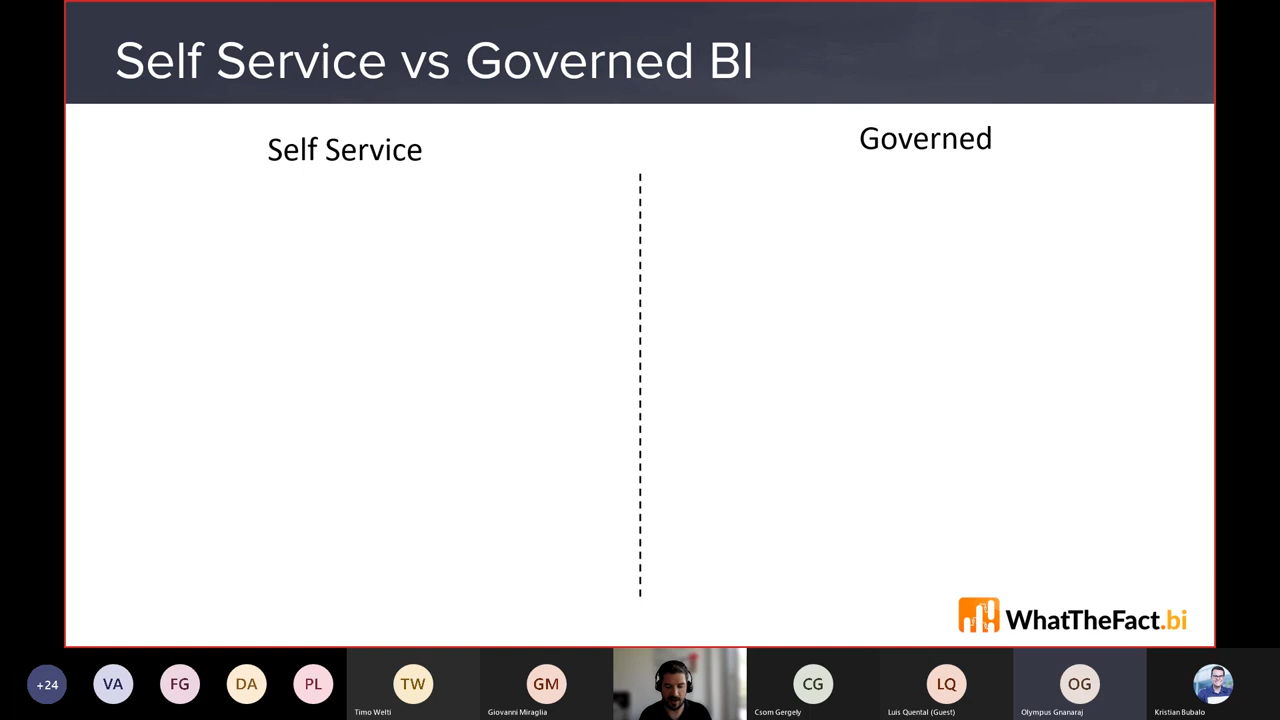 Self Service vs Governed BI
Self Service
Governed
WhatTheFact.bi
+24
VA
FG
DA
PL
TW
GM
CG
LQ
OG
Timo Welti
Giovanni Miraglia
Csom Gergely
Luis Quental (Guest)
Olympus Gnanaraj
Kristian Bubalo